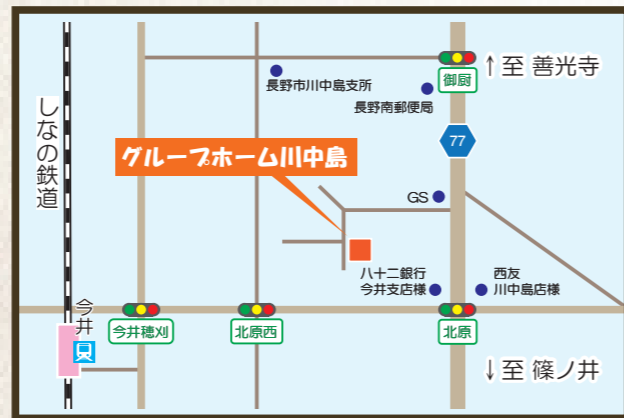 しなの鉄道
長野市川中島支所
長野南郵便局
御厨
↑至 善光寺
77
グループホーム川中島
GS
八十二銀行
今井支店様
西友
川中島店様
今井
今井穂刈
北原西
北原
↓至 篠ノ井